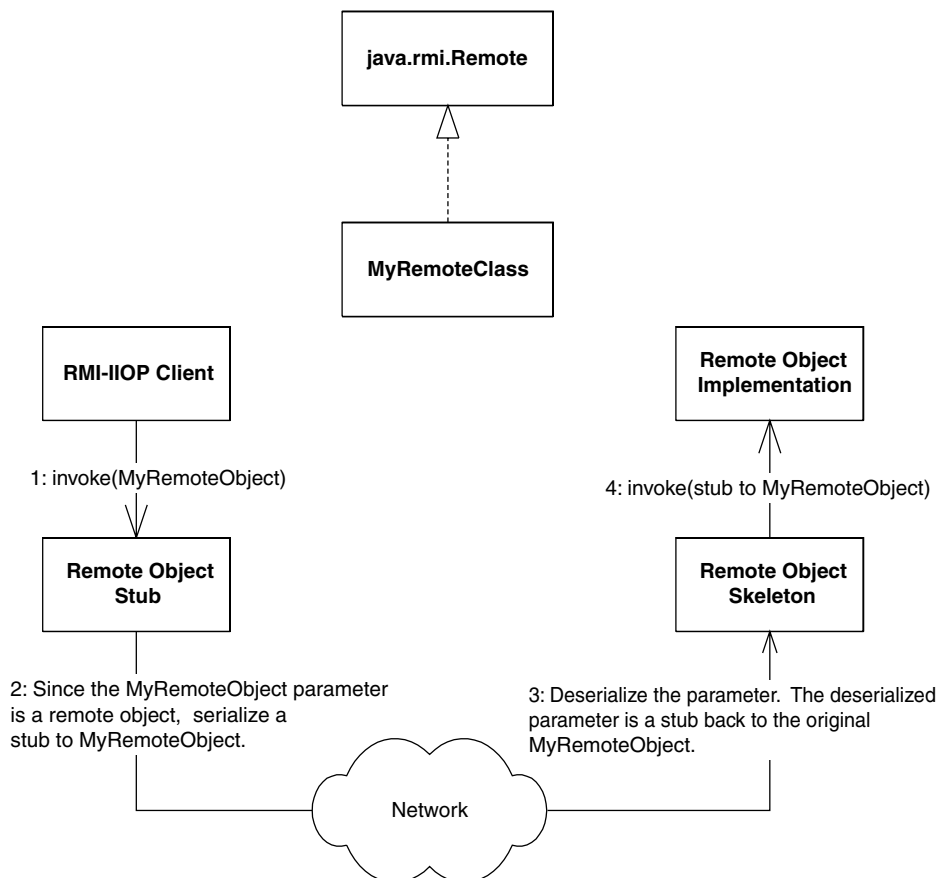 java.rmi.Remote
MyRemoteClass
RMI-IIOP Client
Remote Object
Implementation
1: invoke(MyRemoteObject)
4: invoke(stub to MyRemoteObject)
Remote Object
Stub
Remote Object
Skeleton
2: Since the MyRemoteObject parameter
is a remote object, serialize a
stub to MyRemoteObject.
3: Deserialize the parameter. The deserialized
parameter is a stub back to the original
MyRemoteObject.
Network